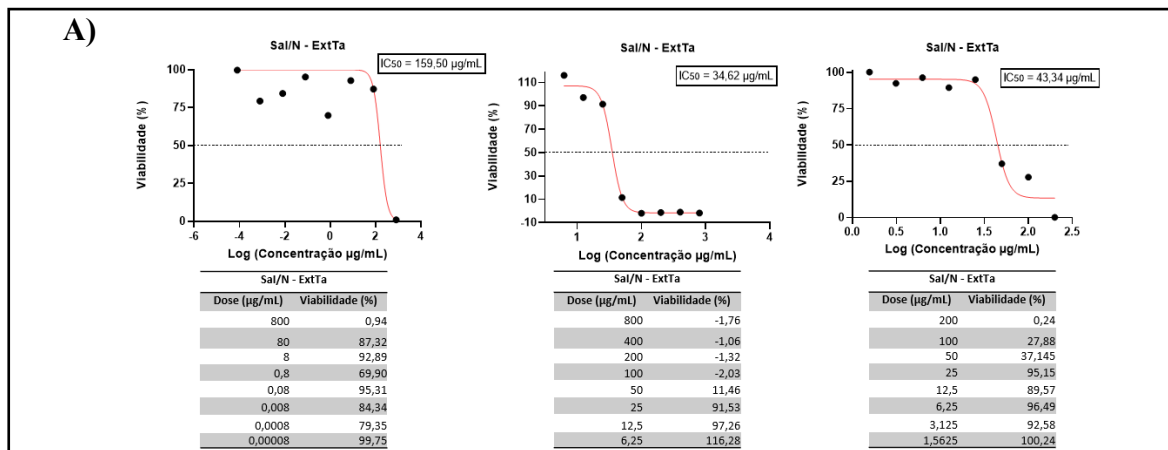 A)
Sal/N - ExtTa
IC50 = 159,50 µg/mL
Viabilidade (%)
100
75
50
25
0
-6 -4 -2 0 2 4
Log (Concentração µg/mL)
Sal/N - ExtTa
Dose (µg/mL) Viabilidade (%)
800 0,94
80 87,32
8 92,89
0,8 69,90
0,08 95,31
0,008 84,34
0,0008 79,35
0,00008 99,75
Sal/N - ExtTa
IC50 = 34,62 µg/mL
Viabilidade (%)
110
90
70
50
30
10
-10
1 2 3 4
Log (Concentração µg/mL)
Sal/N - ExtTa
Dose (µg/mL) Viabilidade (%)
800 -1,76
400 -1,06
200 -1,32
100 -2,03
50 11,46
25 91,53
12,5 97,26
6,25 116,28
Sal/N - ExtTa
IC50 = 43,34 µg/mL
Viabilidade (%)
100
75
50
25
0
0.0 0.5 1.0 1.5 2.0 2.5
Log (Concentração µg/mL)
Sal/N - ExtTa
Dose (µg/mL) Viabilidade (%)
200 0,24
100 27,88
50 37,145
25 95,15
12,5 89,57
6,25 96,49
3,125 92,58
1,5625 100,24